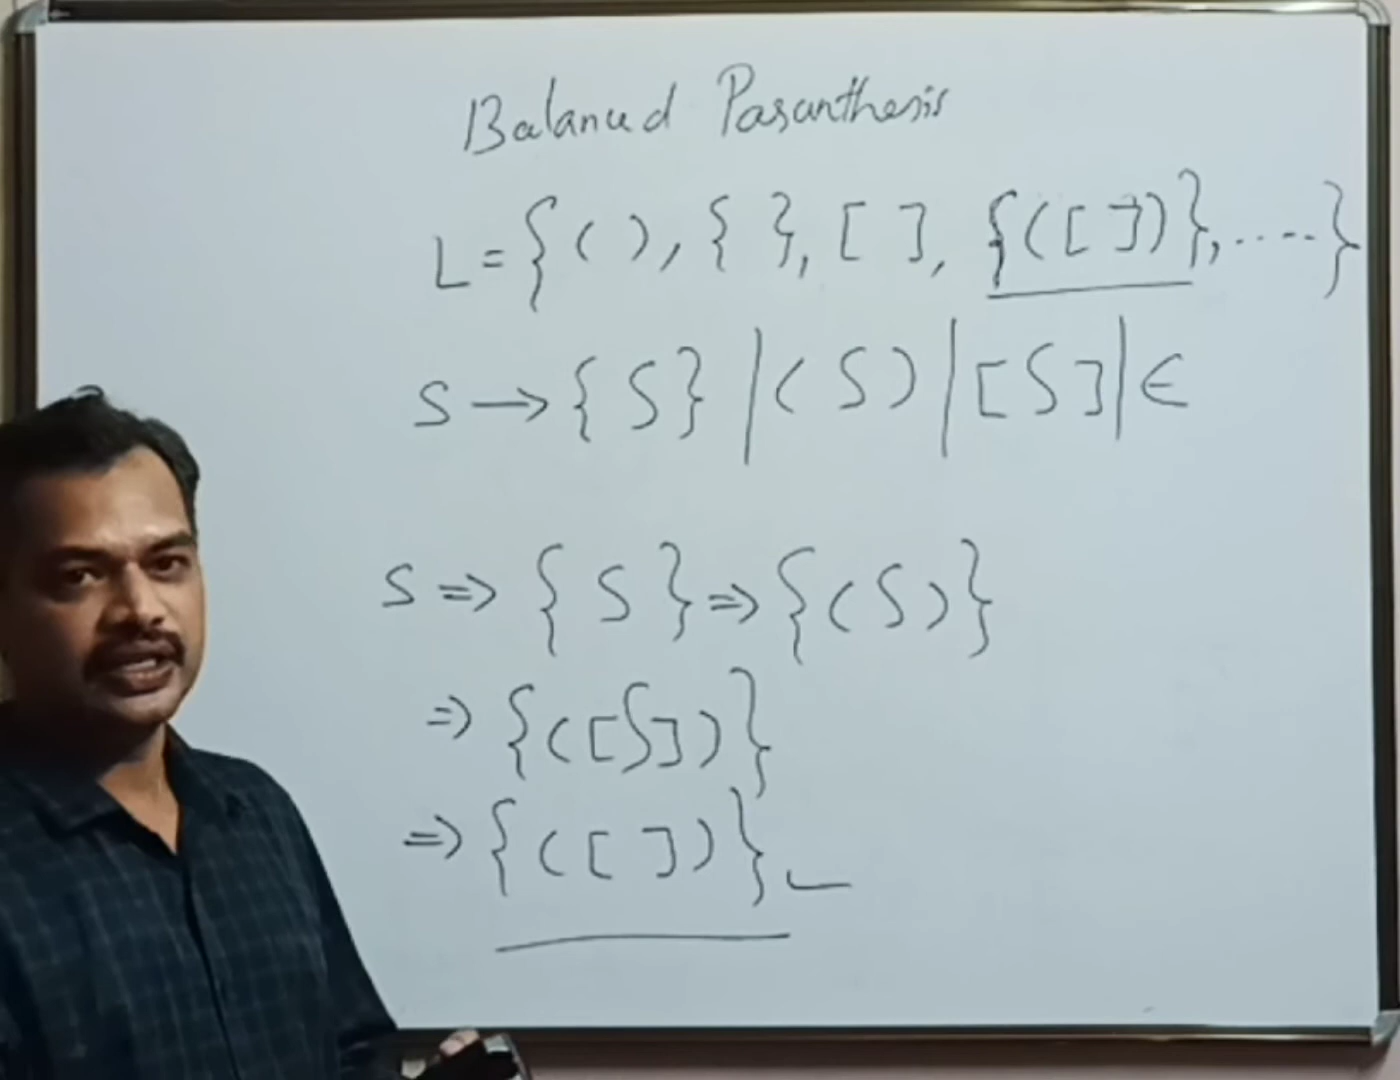 Balanced Paranthesis
L = { ( ), { }, [ ], {([ ])}, ..... }
S → { S } | ( S ) | [ S ] | ∈
S ⇒ { S } ⇒ { ( S ) }
⇒ { ( [ S ] ) }
⇒ { ( [ ] ) }